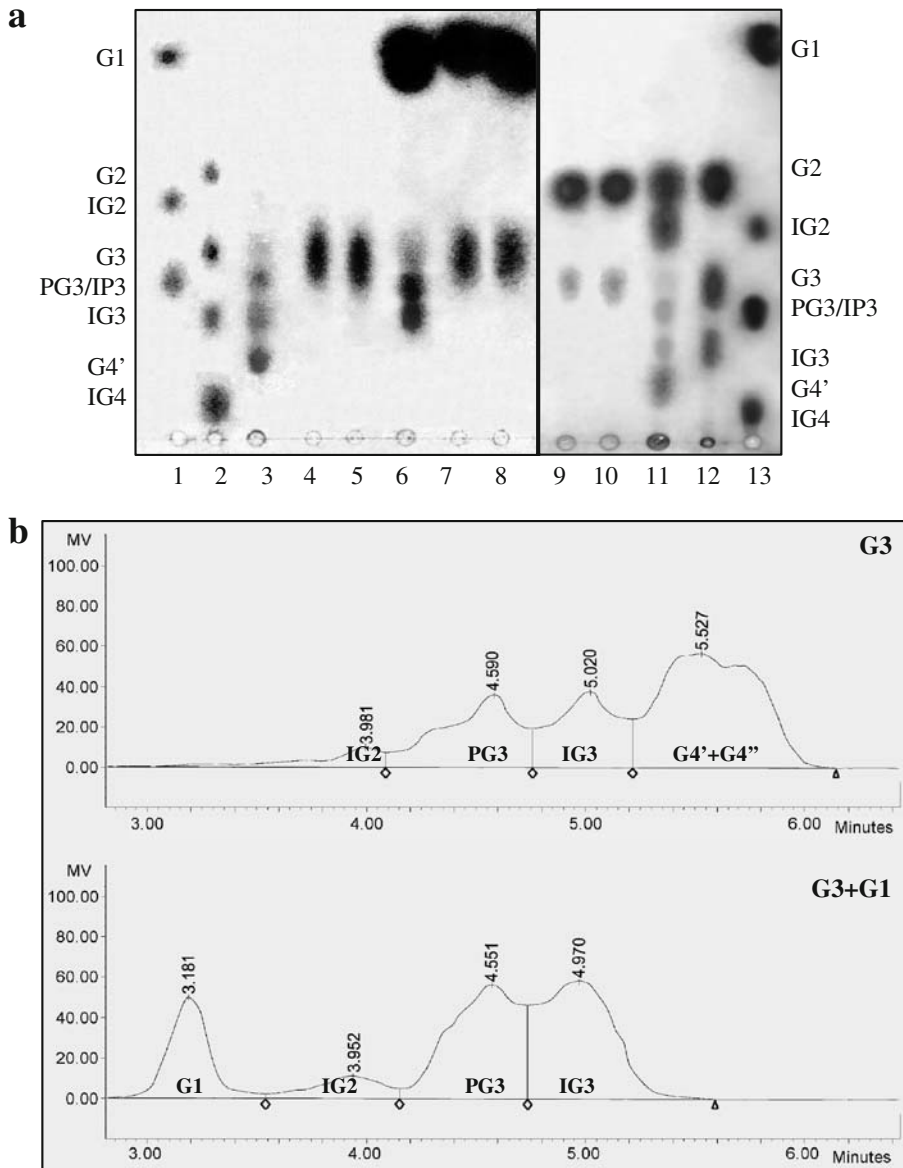 a
G1
G2
IG2
G3
PG3/IP3
IG3
G4'
IG4
G1
G2
IG2
G3
PG3/IP3
IG3
G4'
IG4
1 2 3 4 5 6 7 8 9 10 11 12 13
b
MV
G3
100.00
80.00
60.00
40.00
20.00
0.00
3.981
4.590
5.020
5.527
IG2 PG3 IG3 G4'+G4"
3.00 4.00 5.00 6.00 Minutes
MV
G3+G1
100.00
80.00
60.00
40.00
20.00
0.00
3.181
3.952
4.551
4.970
G1 IG2 PG3 IG3
3.00 4.00 5.00 6.00 Minutes